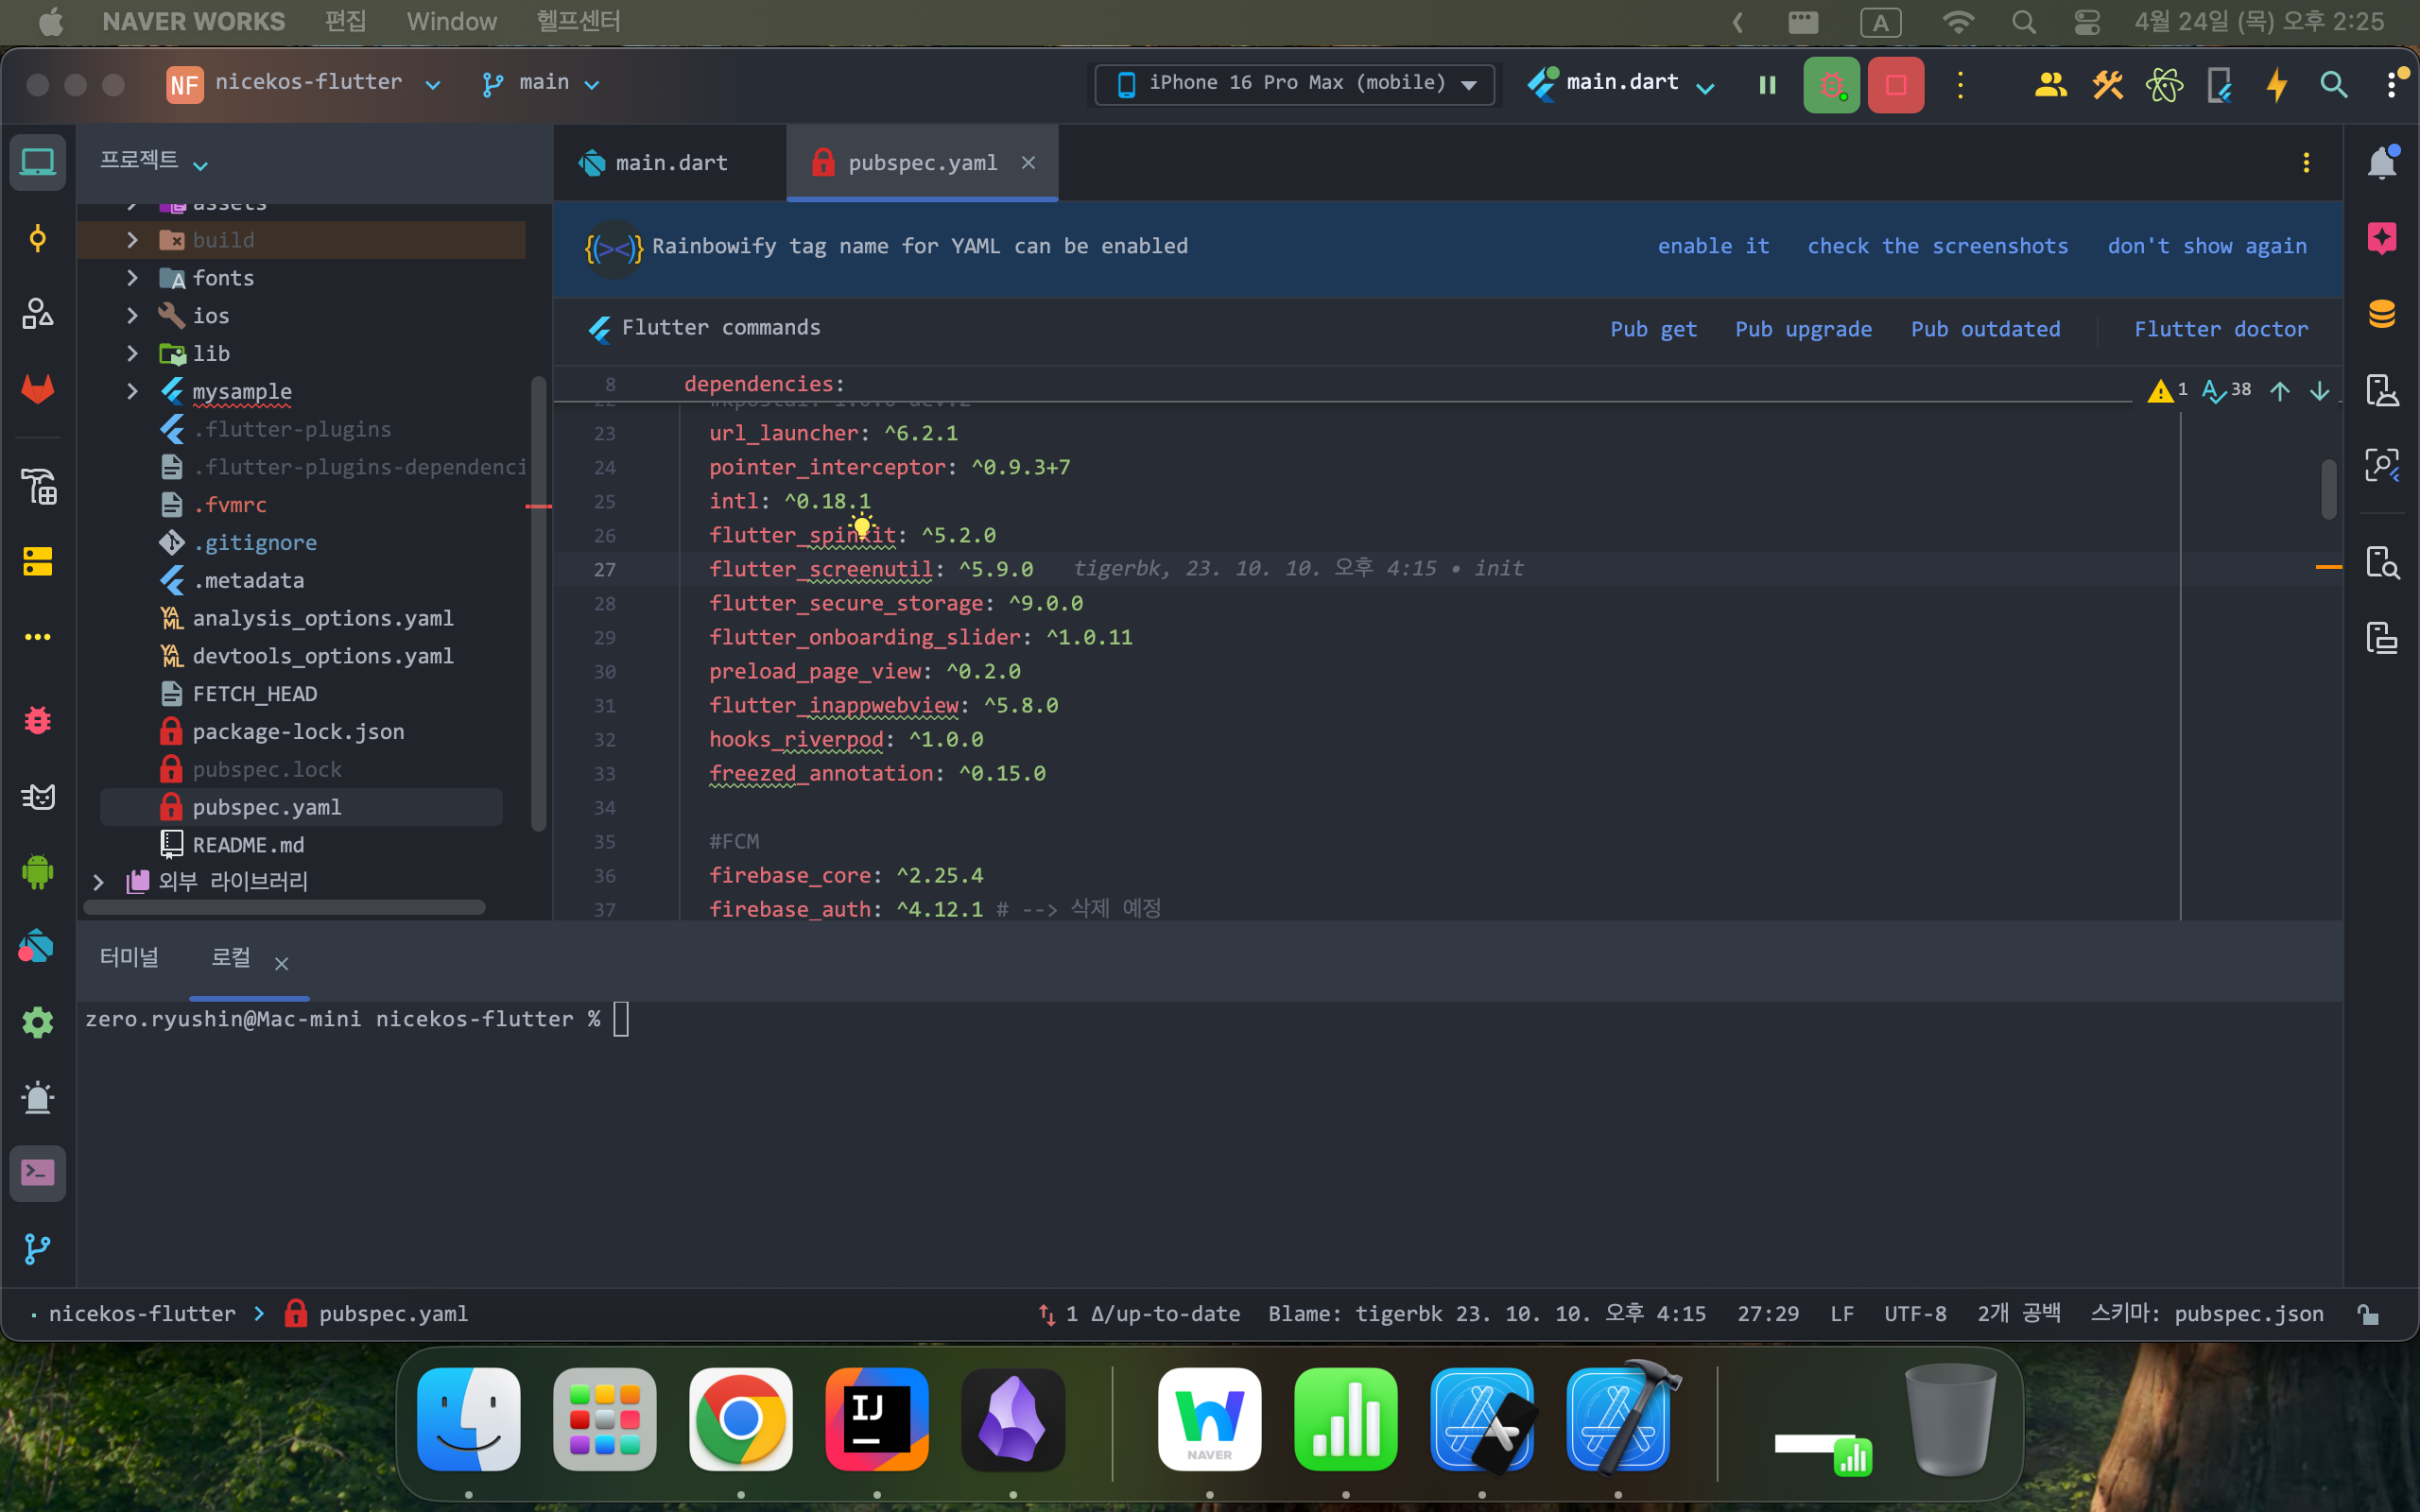 NAVER WORKS 편집 Window 헬프센터
A 4월 24일 (목) 오후 2:25
NF nicekos-flutter main
iPhone 16 Pro Max (mobile) main.dart
프로젝트
assets
build
fonts
ios
lib
mysample
.flutter-plugins
.flutter-plugins-dependenci
.fvmrc
.gitignore
.metadata
analysis_options.yaml
devtools_options.yaml
FETCH_HEAD
package-lock.json
pubspec.lock
pubspec.yaml
README.md
외부 라이브러리
main.dart pubspec.yaml
Rainbowify tag name for YAML can be enabled enable it check the screenshots don't show again
Flutter commands Pub get Pub upgrade Pub outdated Flutter doctor
8 dependencies: 1 38
23 url_launcher: ^6.2.1
24 pointer_interceptor: ^0.9.3+7
25 intl: ^0.18.1
26 flutter_spinkit: ^5.2.0
27 flutter_screenutil: ^5.9.0 tigerbk, 23. 10. 10. 오후 4:15 • init
28 flutter_secure_storage: ^9.0.0
29 flutter_onboarding_slider: ^1.0.11
30 preload_page_view: ^0.2.0
31 flutter_inappwebview: ^5.8.0
32 hooks_riverpod: ^1.0.0
33 freezed_annotation: ^0.15.0
34
35 #FCM
36 firebase_core: ^2.25.4
37 firebase_auth: ^4.12.1 # --> 삭제 예정
터미널 로컬
zero.ryushin@Mac-mini nicekos-flutter %
nicekos-flutter > pubspec.yaml 1 Δ/up-to-date Blame: tigerbk 23. 10. 10. 오후 4:15 27:29 LF UTF-8 2개 공백 스키마: pubspec.json
IJ
NAVER